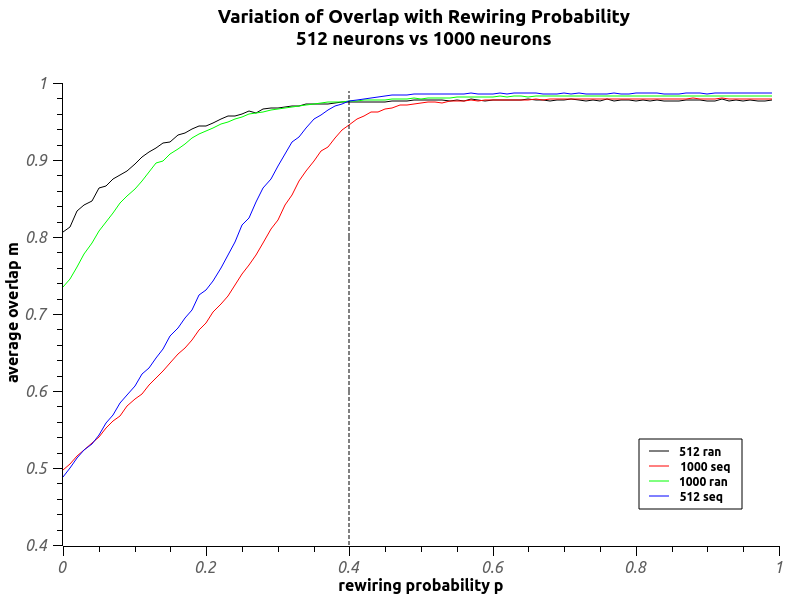 Variation of Overlap with Rewiring Probability
512 neurons vs 1000 neurons
1
0.9
0.8
0.7
0.6
0.5
0.4
average overlap m
512 ran
1000 seq
1000 ran
512 seq
0 0.2 0.4 0.6 0.8 1
rewiring probability p